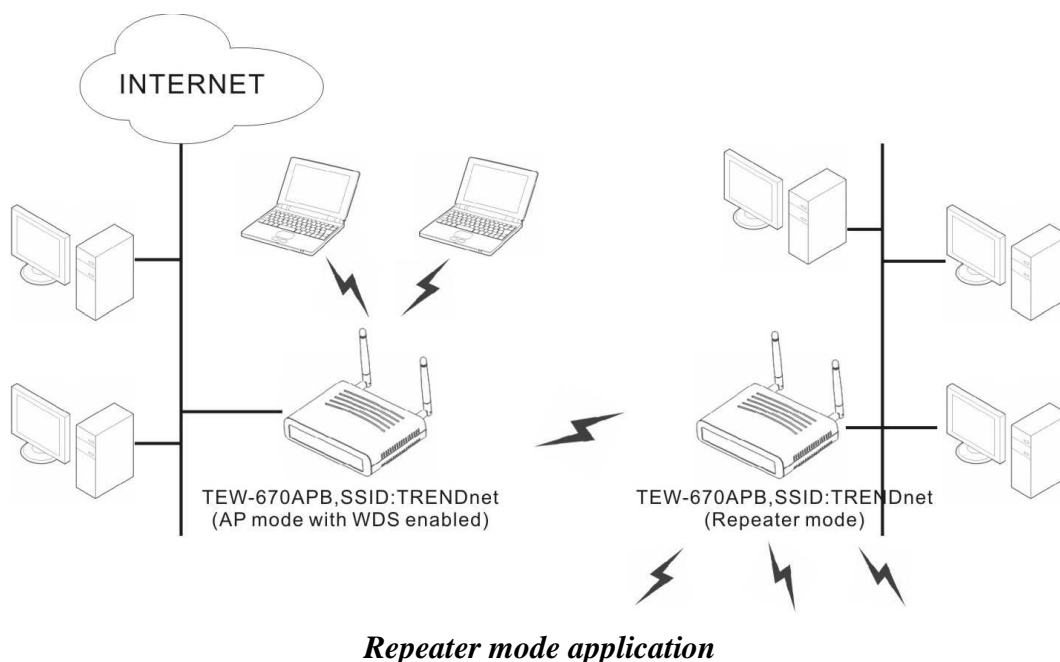 INTERNET
TEW-670APB,SSID:TRENDnet
(AP mode with WDS enabled)
TEW-670APB,SSID:TRENDnet
(Repeater mode)
Repeater mode application